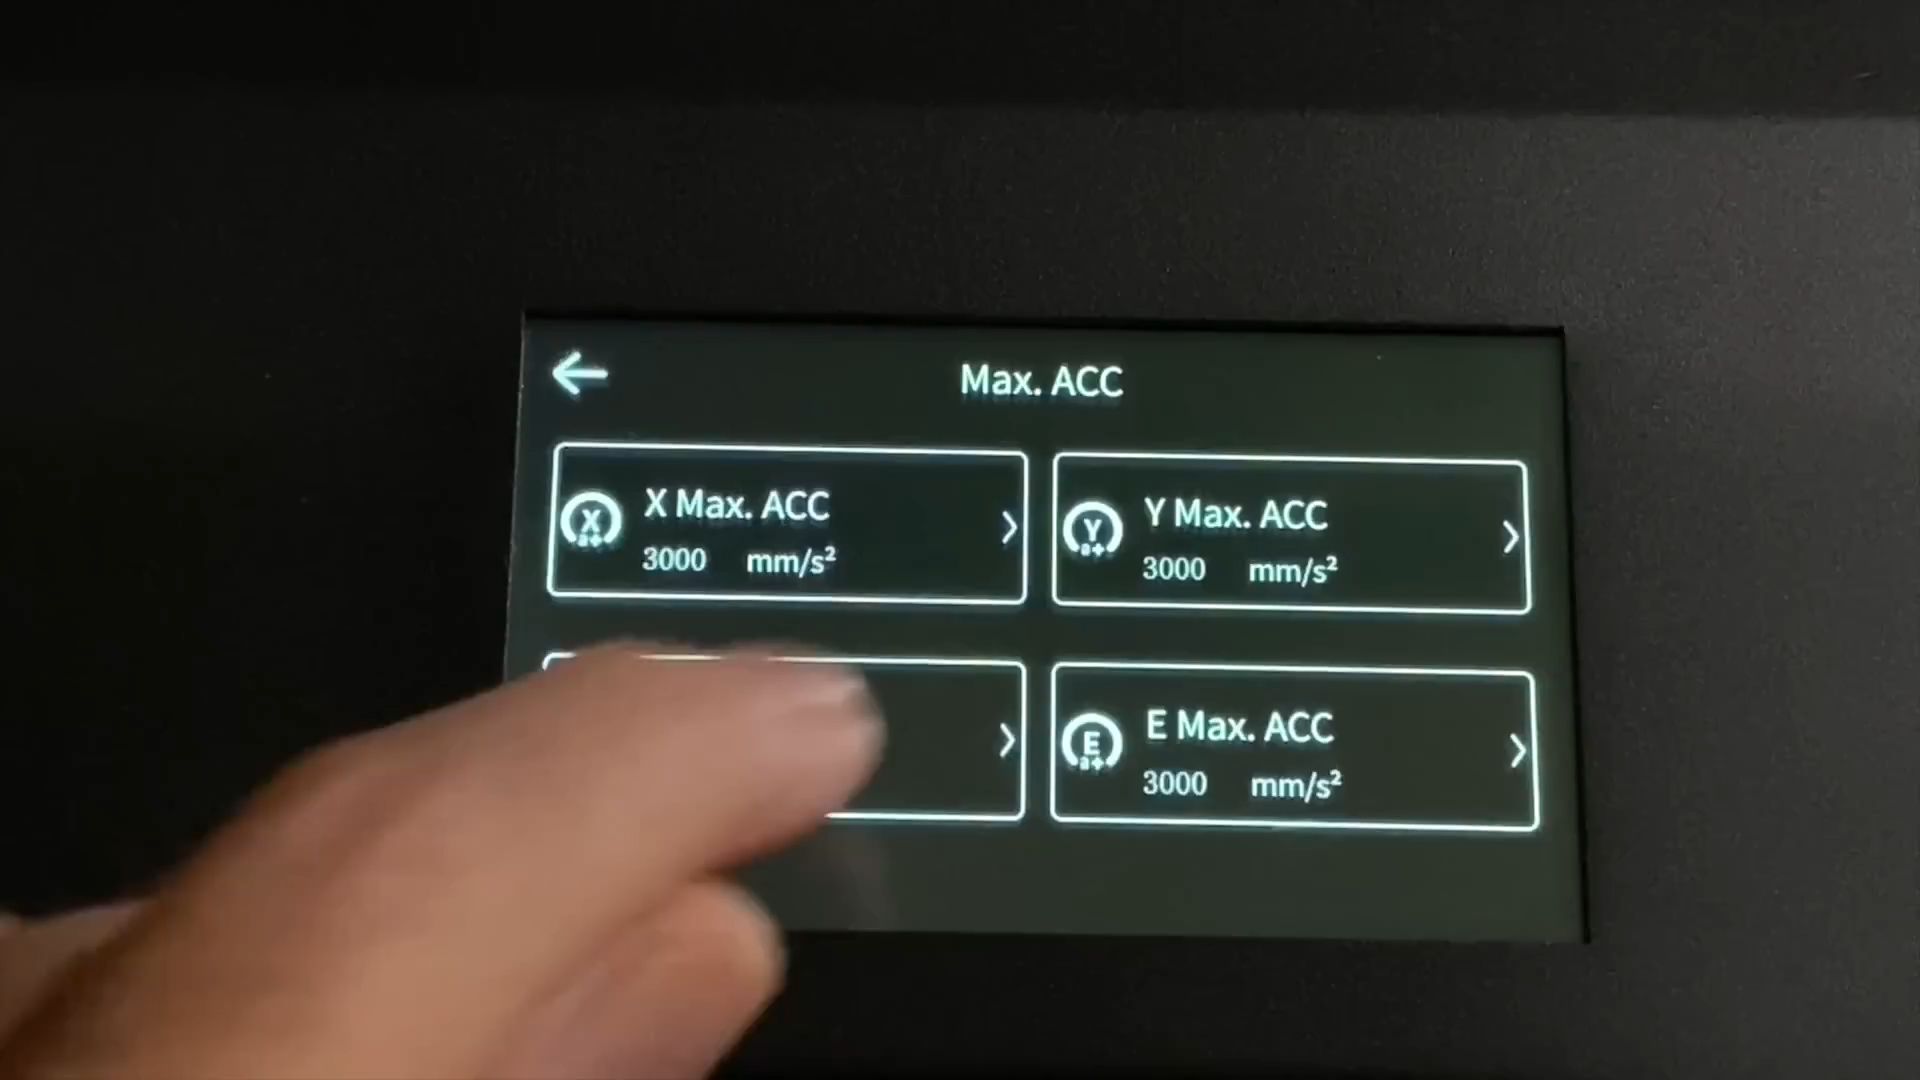 Max. ACC
X
a+
X Max. ACC
3000 mm/s²
Y
a+
Y Max. ACC
3000 mm/s²
E
a+
E Max. ACC
3000 mm/s²